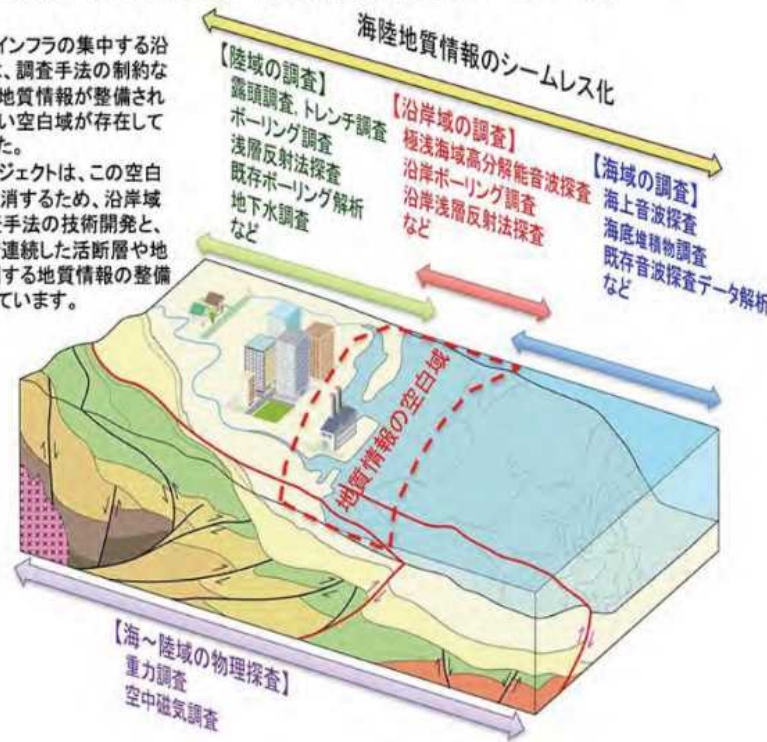 インフラの集中する沿
、調査手法の制約な
地質情報が整備され
い空白域が存在して
た。
ジェクトは、この空白
消するため、沿岸域
手法の技術開発と、
連続した活断層や地
する地質情報の整備
ています。
海陸地質情報のシームレス化
【陸域の調査】
露頭調査，トレンチ調査
ボーリング調査
浅層反射法探査
既存ボーリング解析
地下水調査
など
【沿岸域の調査】
極浅海域高分解能音波探査
沿岸ボーリング調査
沿岸浅層反射法探査
など
【海域の調査】
海上音波探査
海底堆積物調査
既存音波探査データ解析
など
地質情報の空白域
【海～陸域の物理探査】
重力調査
空中磁気調査